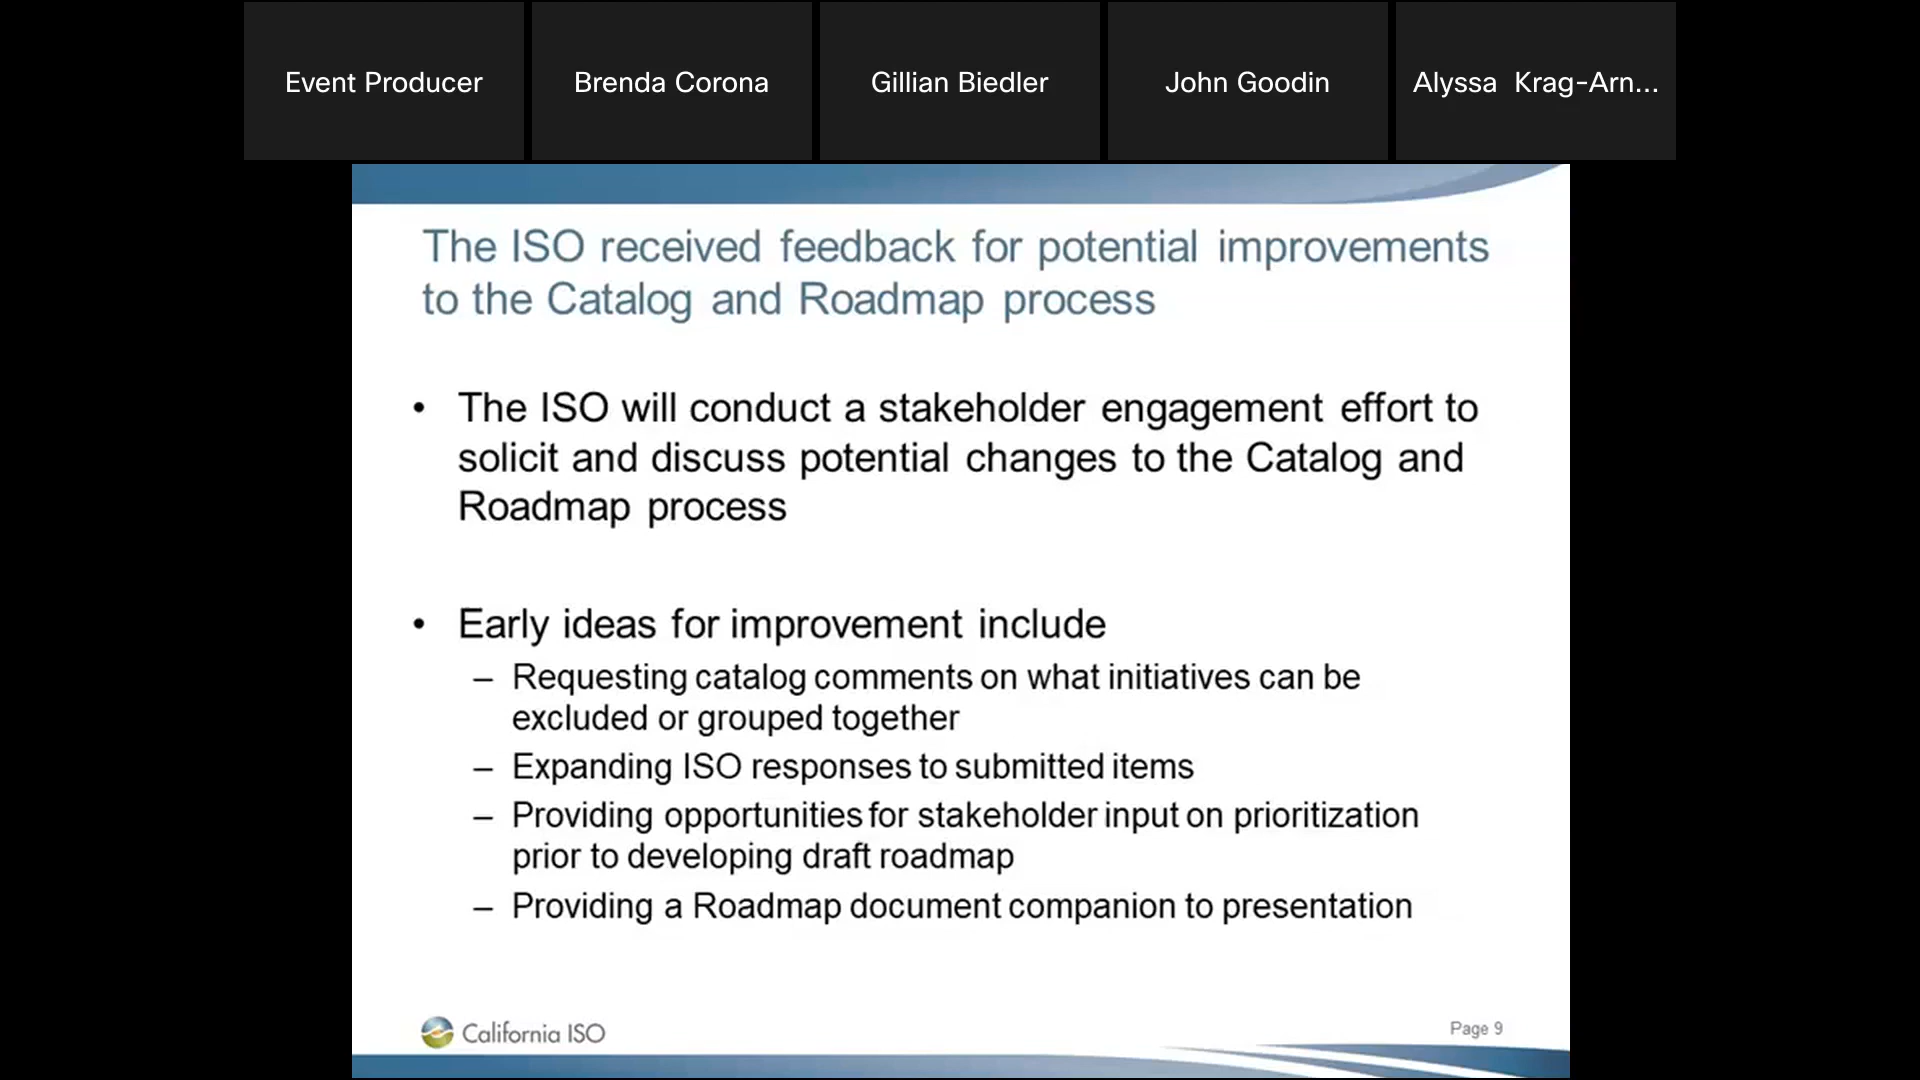 Event Producer
Brenda Corona
Gillian Biedler
John Goodin
Alyssa Krag-Arn...
The ISO received feedback for potential improvements
to the Catalog and Roadmap process
• The ISO will conduct a stakeholder engagement effort to
solicit and discuss potential changes to the Catalog and
Roadmap process
• Early ideas for improvement include
– Requesting catalog comments on what initiatives can be
excluded or grouped together
– Expanding ISO responses to submitted items
– Providing opportunities for stakeholder input on prioritization
prior to developing draft roadmap
– Providing a Roadmap document companion to presentation
California ISO
Page 9